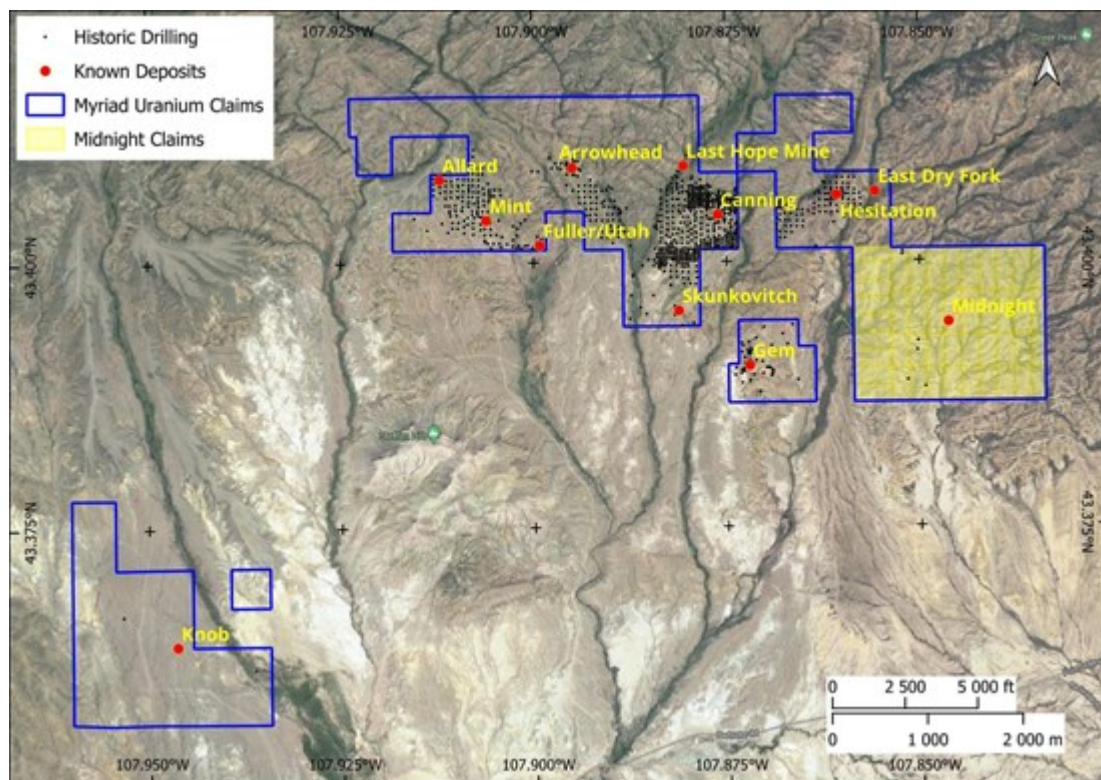 107.925°W
107.900°W
107.875°W
107.850°W
Historic Drilling
Known Deposits
Myriad Uranium Claims
Midnight Claims
Allard
Arrowhead
Last Hope Mine
East Dry Fork
Mint
Canning
Hesitation
Fuller/Utah
43.400°N
43.400°N
Skunkovitch
Midnight
Gem
43.375°N
43.375°N
Knob
0 2 500 5 000 ft
0 1 000 2 000 m
107.950°W
107.925°W
107.900°W
107.875°W
107.850°W